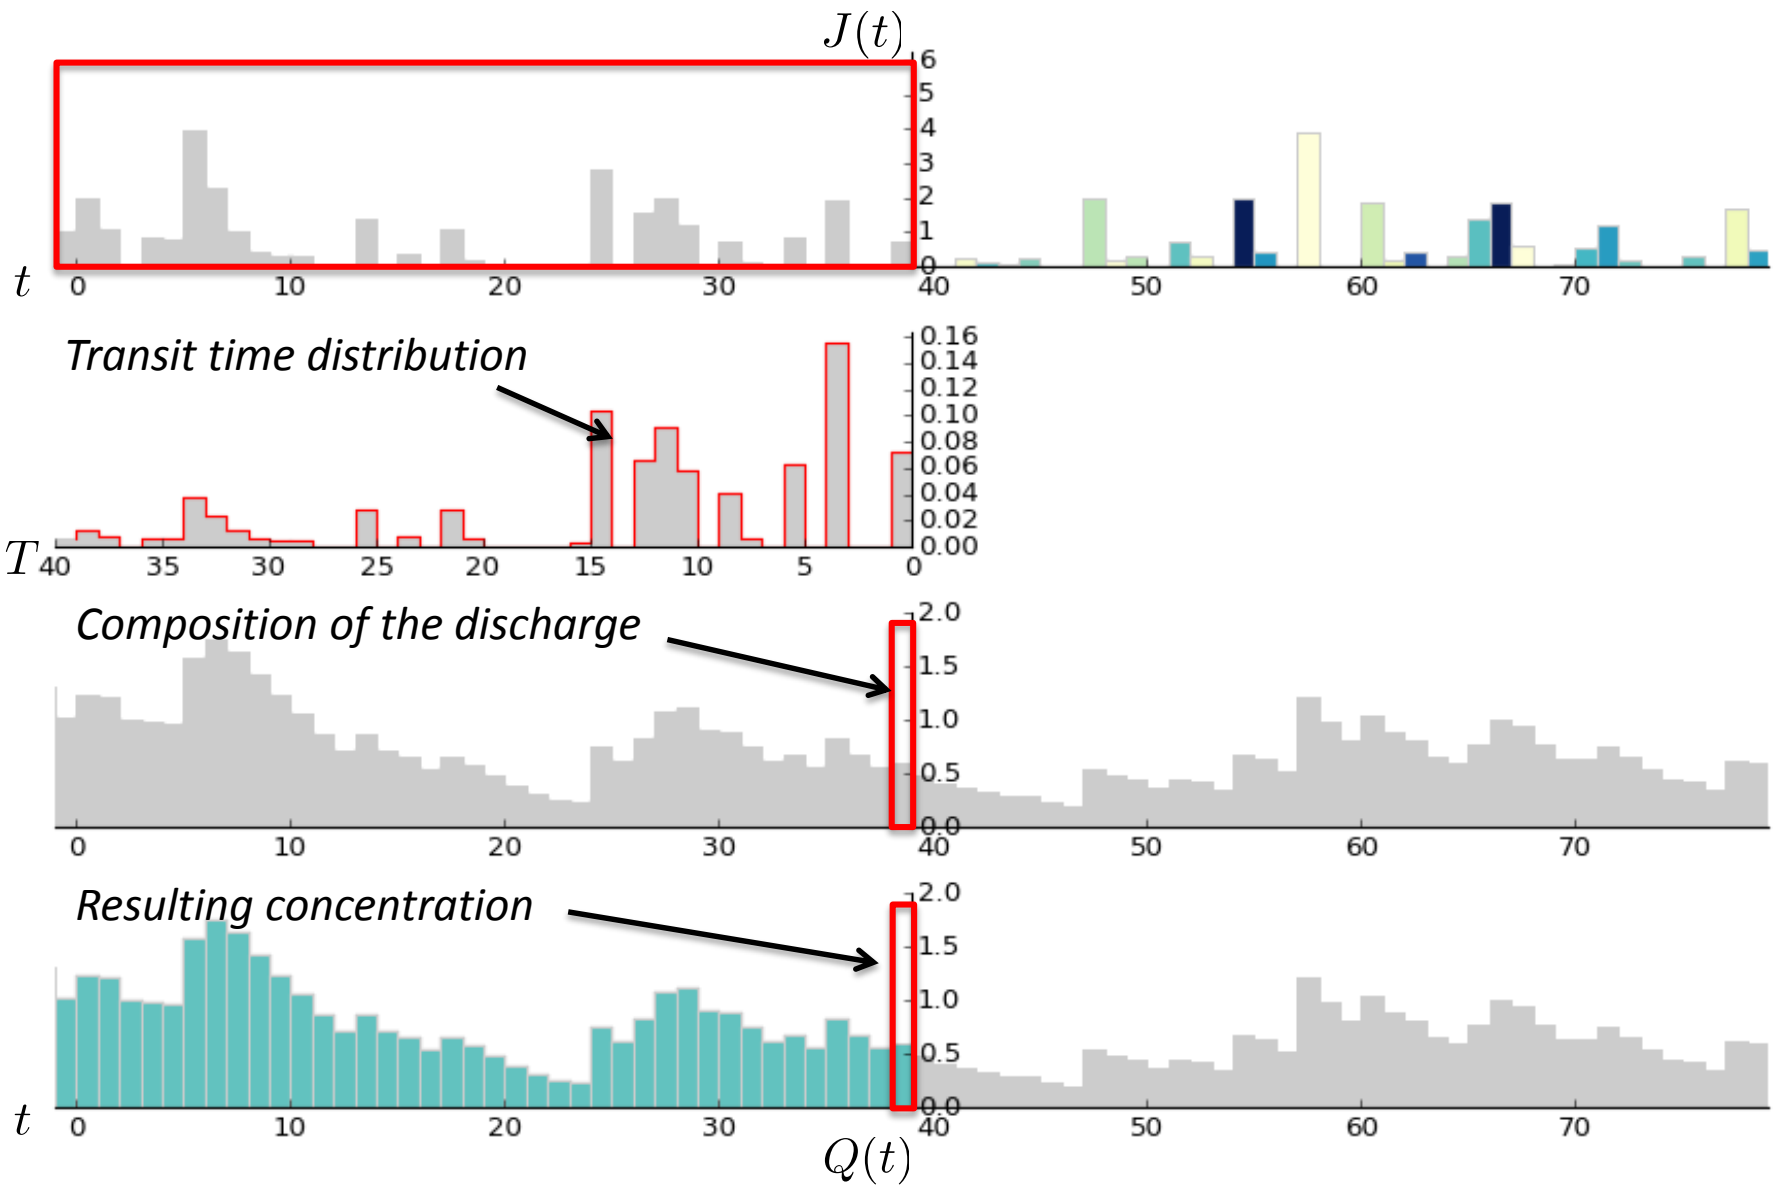 J(t)
6
5
4
3
2
1
0
t 0 10 20 30 40 50 60 70
Transit time distribution
0.16
0.14
0.12
0.10
0.08
0.06
0.04
0.02
0.00
T 40 35 30 25 20 15 10 5 0
Composition of the discharge
2.0
1.5
1.0
0.5
0.0
0 10 20 30 40 50 60 70
Resulting concentration
2.0
1.5
1.0
0.5
0.0
t 0 10 20 30 40 50 60 70
Q(t)